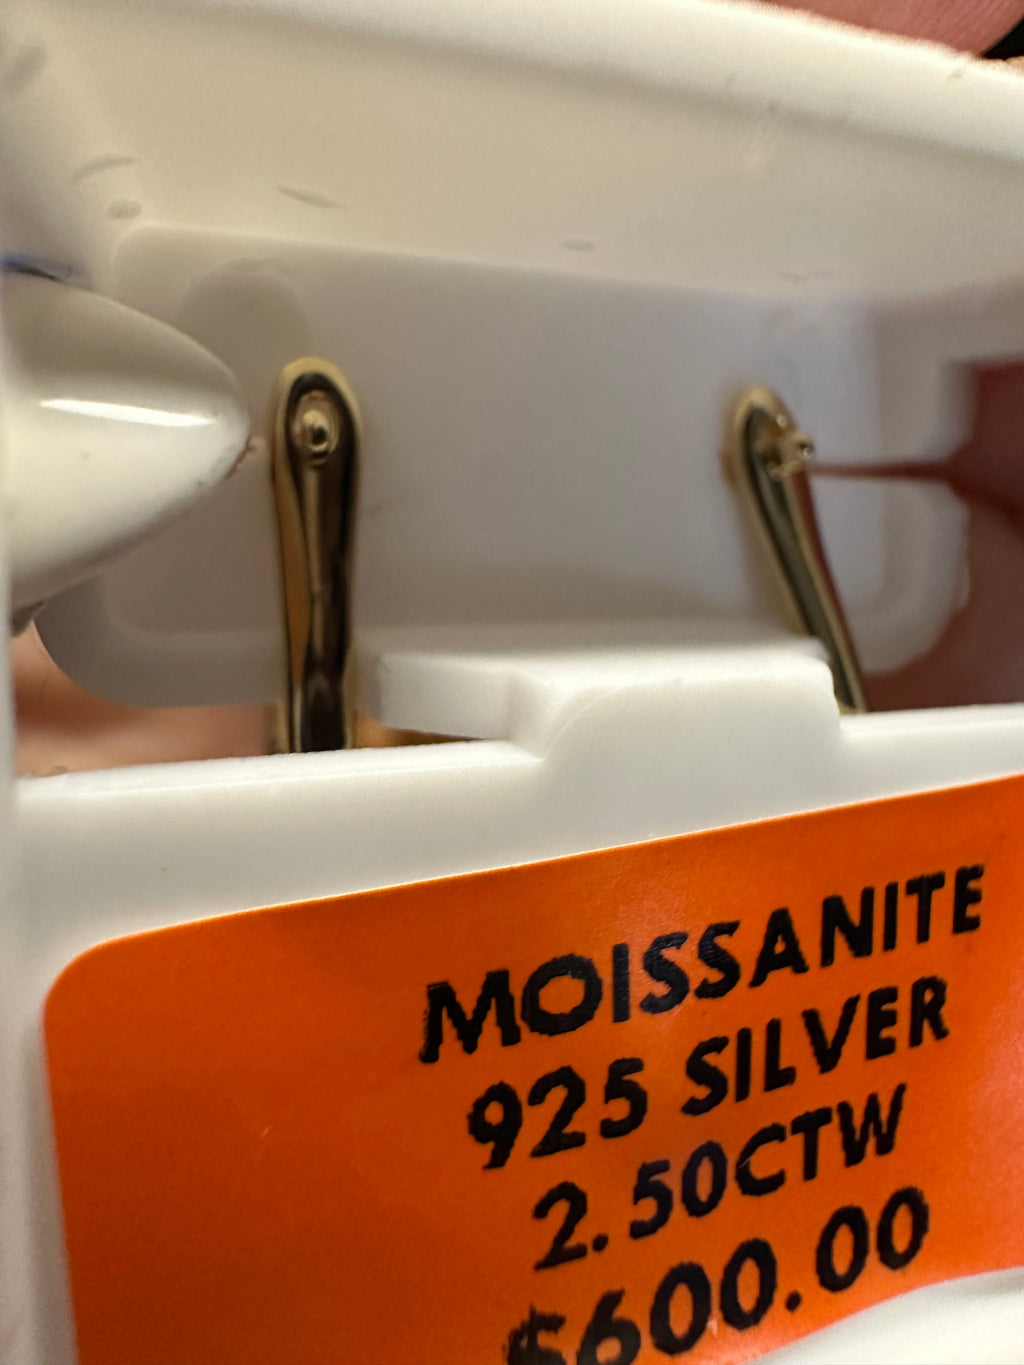 MOISSANITE
925 SILVER
2.50CTW
$600.00